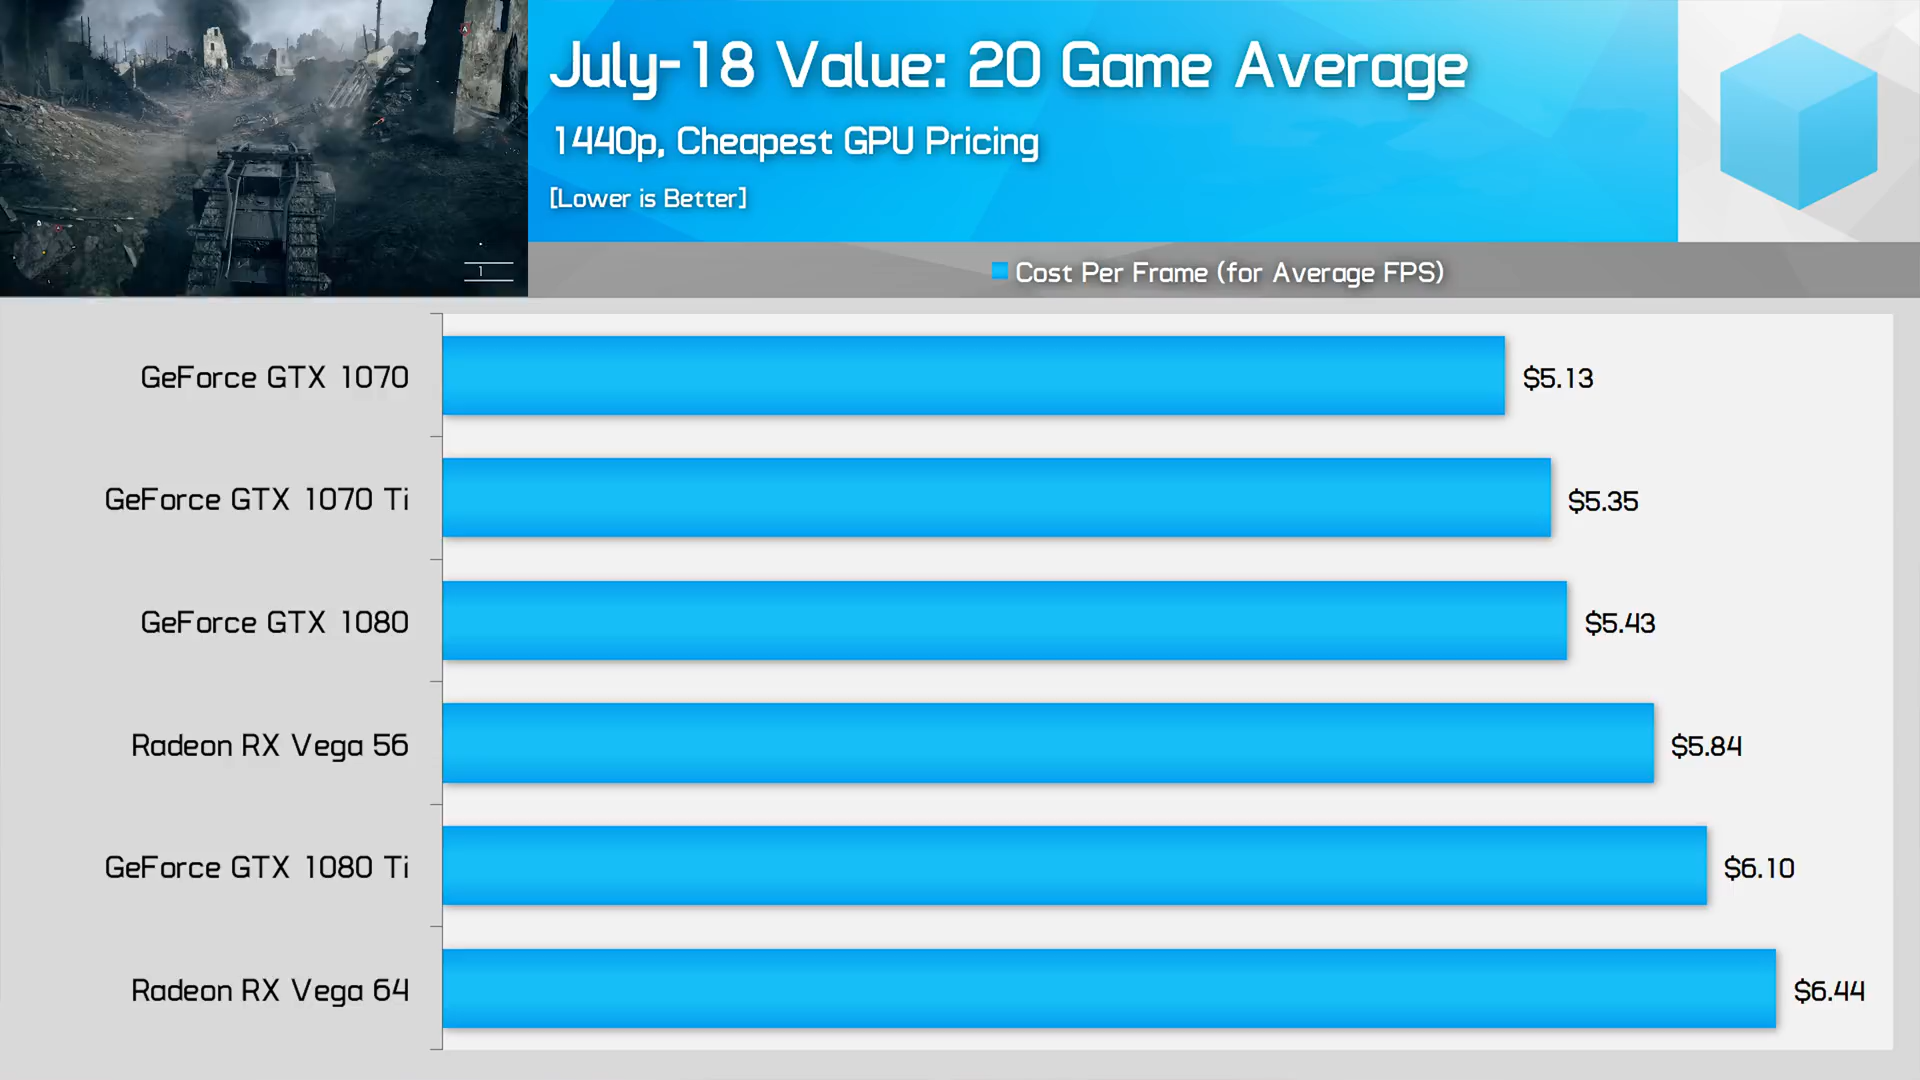 July-18 Value: 20 Game Average
1440p, Cheapest GPU Pricing
[Lower is Better]
A
1
Cost Per Frame (for Average FPS)
GeForce GTX 1070 $5.13
GeForce GTX 1070 Ti $5.35
GeForce GTX 1080 $5.43
Radeon RX Vega 56 $5.84
GeForce GTX 1080 Ti $6.10
Radeon RX Vega 64 $6.44